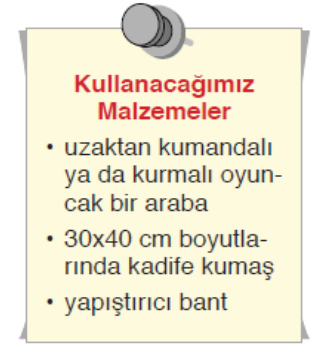 Kullanacağımız
Malzemeler
• uzaktan kumandalı
ya da kurmalı oyun-
cak bir araba
• 30x40 cm boyutla-
rında kadife kumaş
• yapıştırıcı bant